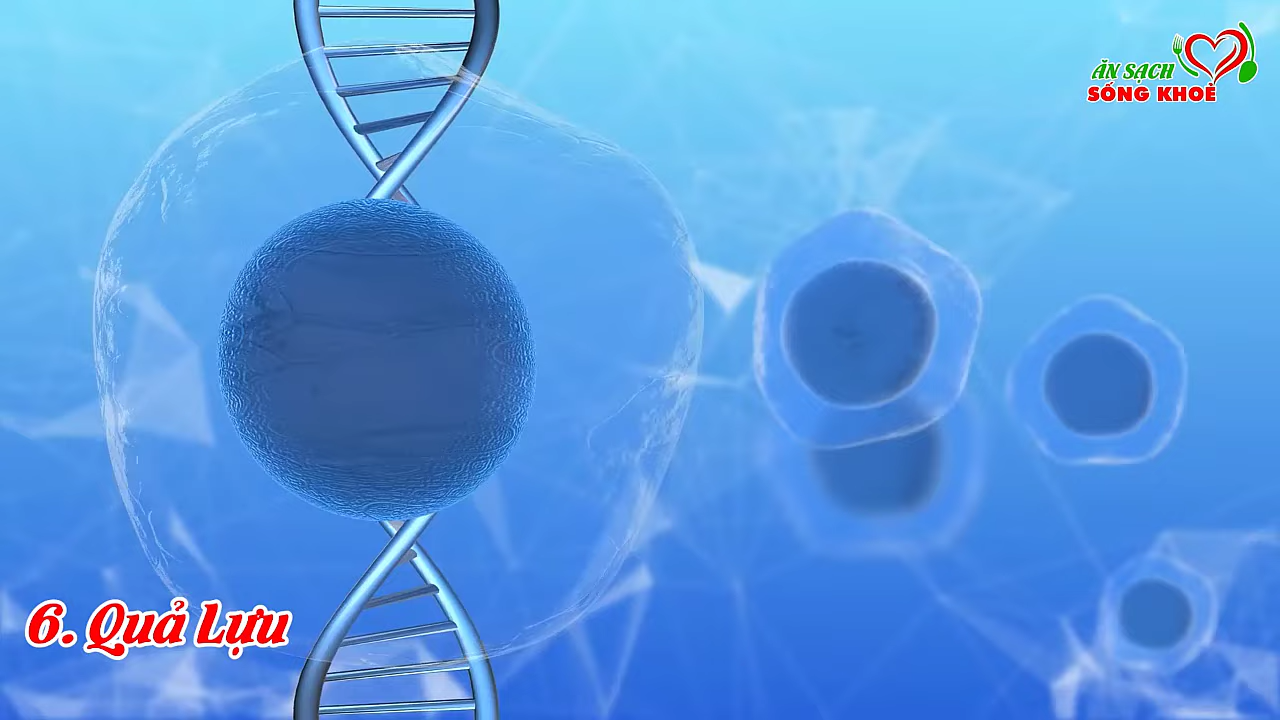 ĂN SẠCH
SỐNG KHOẺ
6. Quả Lựu